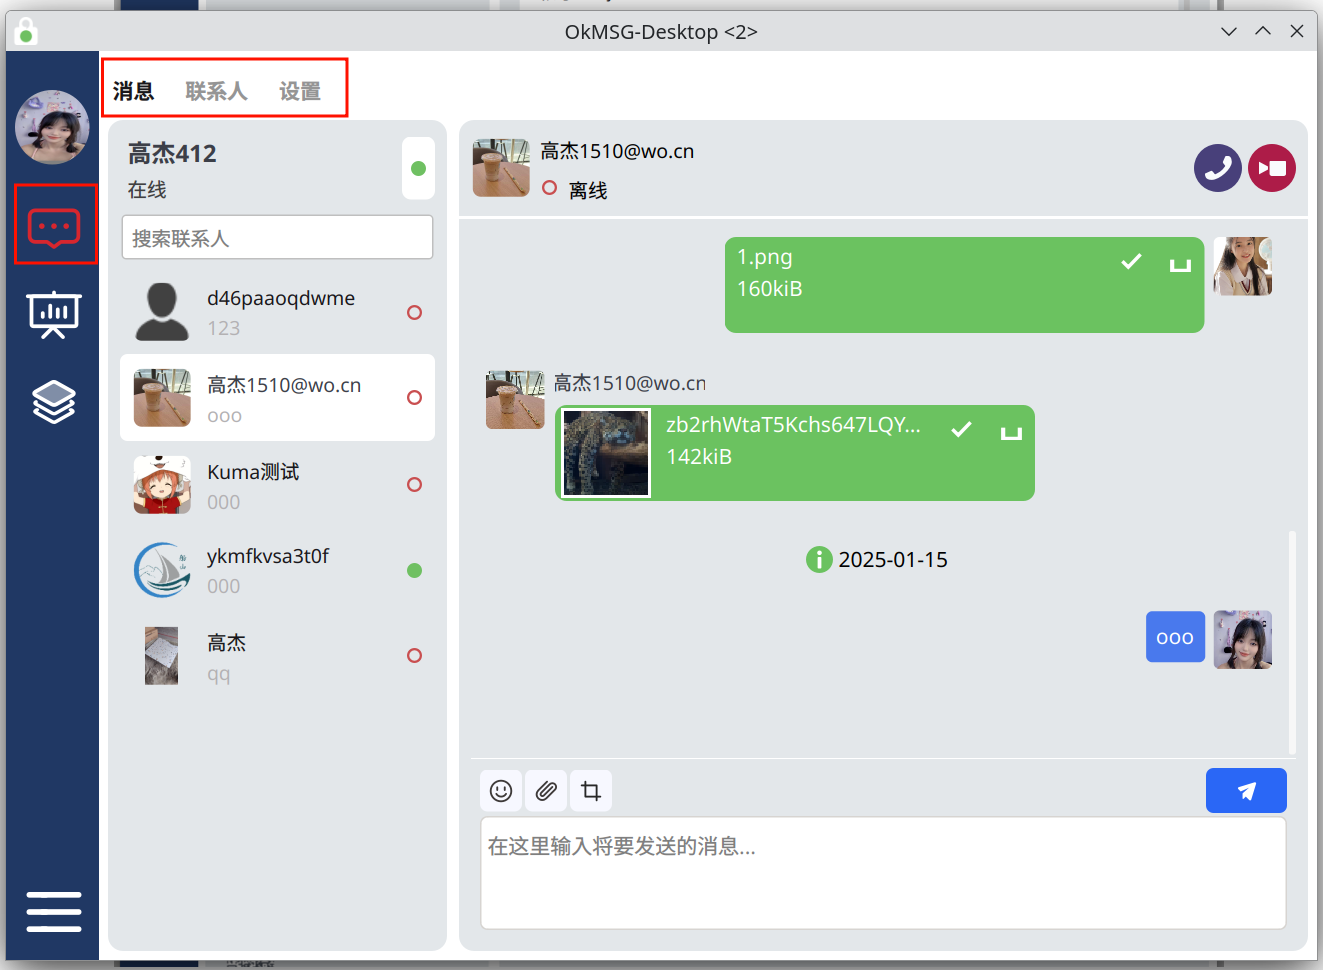 OkMSG-Desktop <2>
消息 联系人 设置
高杰412
在线
搜索联系人
d46paaoqdwme
123
高杰1510@wo.cn
ooo
Kuma测试
000
ykmfkvsa3t0f
000
高杰
qq
高杰1510@wo.cn
离线
1.png
160kiB
高杰1510@wo.cn
zb2rhWtaT5Kchs647LQY...
142kiB
2025-01-15
ooo
在这里输入将要发送的消息...